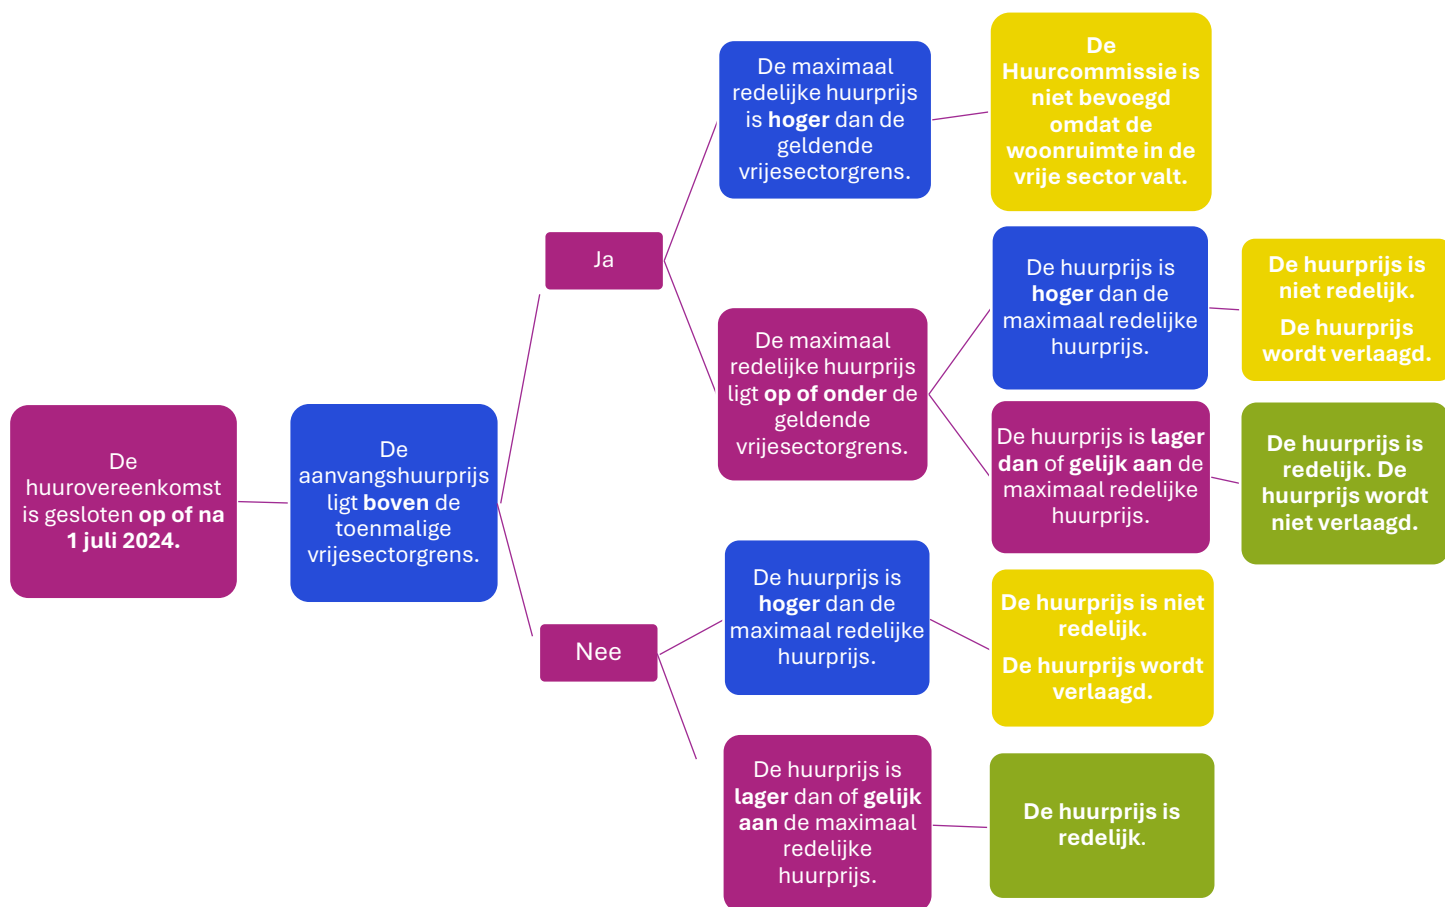 De
huurovereenkomst
is gesloten op of na
1 juli 2024.
De
aanvangshuurprijs
ligt boven de
toenmalige
vrijesectorgrens.
Ja
De maximaal
redelijke huurprijs
is hoger dan de
geldende
vrijesectorgrens.
De
Huurcommissie is
niet bevoegd
omdat de
woonruimte in de
vrije sector valt.
De maximaal
redelijke huurprijs
ligt op of onder de
geldende
vrijesectorgrens.
De huurprijs is
hoger dan de
maximaal redelijke
huurprijs.
De huurprijs is
niet redelijk.
De huurprijs
wordt verlaagd.
De huurprijs is lager
dan of gelijk aan de
maximaal redelijke
huurprijs.
De huurprijs is
redelijk. De
huurprijs wordt
niet verlaagd.
Nee
De huurprijs is
hoger dan de
maximaal redelijke
huurprijs.
De huurprijs is niet
redelijk.
De huurprijs wordt
verlaagd.
De huurprijs is
lager dan of gelijk
aan de maximaal
redelijke
huurprijs.
De huurprijs is
redelijk.